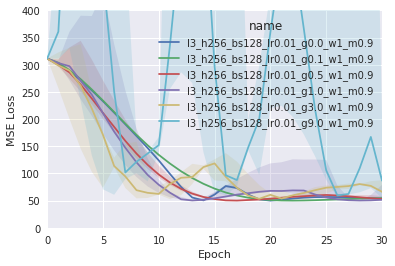 400
350
300
250
200
150
100
50
0
MSE Loss
name
l3_h256_bs128_lr0.01_g0.0_w1_m0.9
l3_h256_bs128_lr0.01_g0.1_w1_m0.9
l3_h256_bs128_lr0.01_g0.5_w1_m0.9
l3_h256_bs128_lr0.01_g1.0_w1_m0.9
l3_h256_bs128_lr0.01_g3.0_w1_m0.9
l3_h256_bs128_lr0.01_g9.0_w1_m0.9
0 5 10 15 20 25 30
Epoch